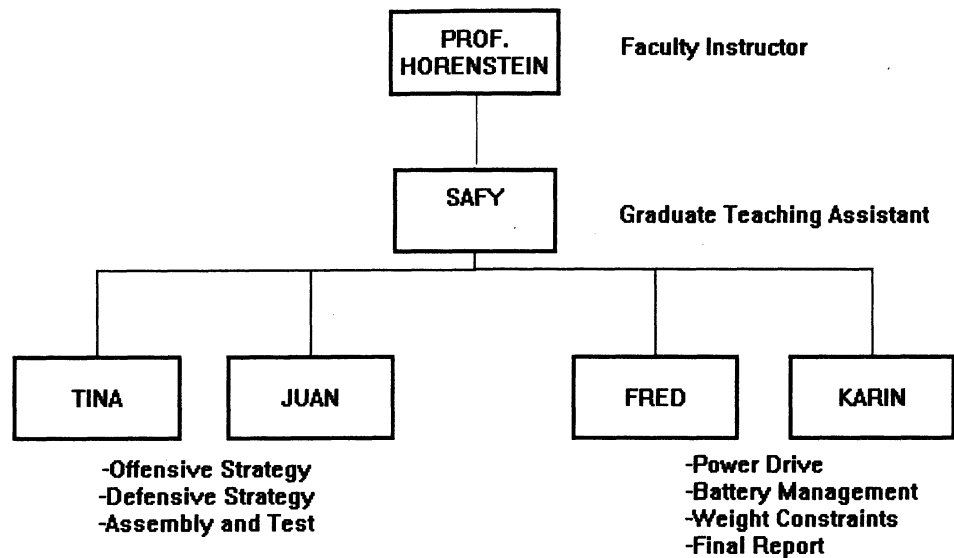 PROF.
HORENSTEIN
Faculty Instructor
SAFY
Graduate Teaching Assistant
TINA
JUAN
FRED
KARIN
-Offensive Strategy
-Defensive Strategy
-Assembly and Test
-Power Drive
-Battery Management
-Weight Constraints
-Final Report